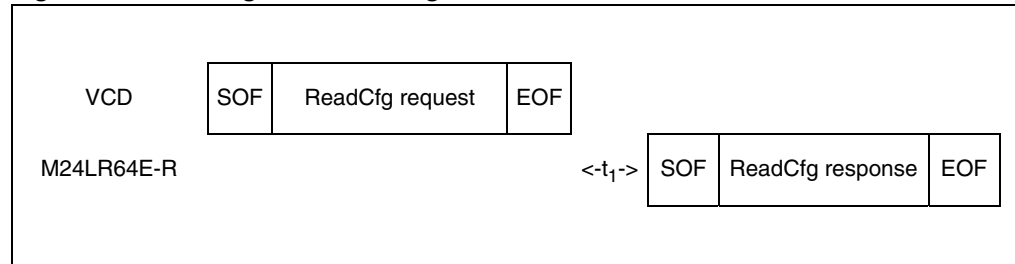 VCD SOF ReadCfg request EOF
M24LR64E-R <-t₁-> SOF ReadCfg response EOF